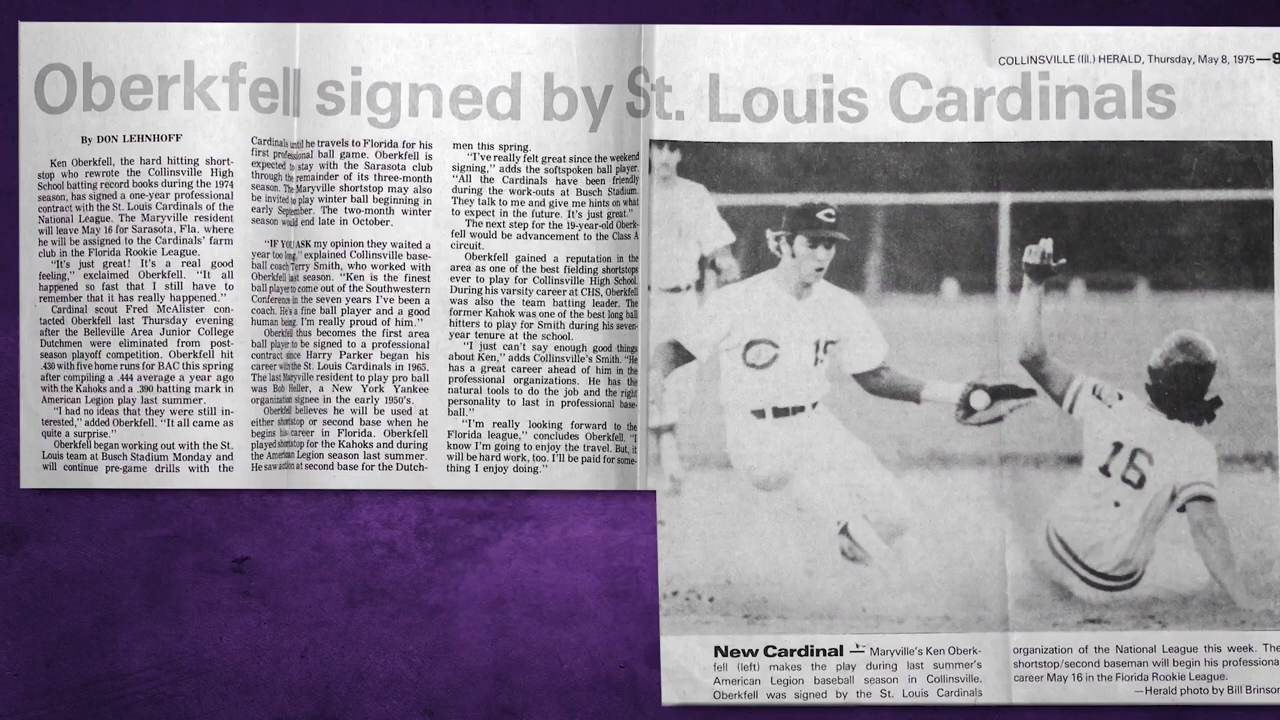 COLLINSVILLE (Ill.) HERALD, Thursday, May 8, 1975—9
Oberkfell signed by St. Louis Cardinals
By DON LEHNHOFF
Ken Oberkfell, the hard hitting short-
stop who rewrote the Collinsville High
School batting record books during the 1974
season, has signed a one-year professional
contract with the St. Louis Cardinals of the
National League. The Maryville resident
will leave May 16 for Sarasota, Fla. where
he will be assigned to the Cardinals' farm
club in the Florida Rookie League.
"It's just great! It's a real good
feeling," exclaimed Oberkfell. "It all
happened so fast that I still have to
remember that it has really happened."
Cardinal scout Fred McAlister con-
tacted Oberkfell last Thursday evening
after the Belleville Area Junior College
Dutchmen were eliminated from post-
season playoff competition. Oberkfell hit
.430 with five home runs for BAC this spring
after compiling a .444 average a year ago
with the Kahoks and a .390 batting mark in
American Legion play last summer.
"I had no ideas that they were still in-
terested," added Oberkfell. "It all came as
quite a surprise."
Oberkfell began working out with the St.
Louis team at Busch Stadium Monday and
will continue pre-game drills with the
Cardinals until he travels to Florida for his
first professional ball game. Oberkfell is
expected to stay with the Sarasota club
through the remainder of its three-month
season. The Maryville shortstop may also
be invited to play winter ball beginning in
early September. The two-month winter
season would end late in October.
"IF YOU ASK my opinion they waited a
year too long," explained Collinsville base-
ball coach Terry Smith, who worked with
Oberkfell last season. "Ken is the finest
ball player to come out of the Southwestern
Conference in the seven years I've been a
coach. He's a fine ball player and a good
human being. I'm really proud of him."
Oberkfell thus becomes the first area
ball player to be signed to a professional
contract since Harry Parker began his
career with the St. Louis Cardinals in 1965.
The last Maryville resident to play pro ball
was Bob Heller, a New York Yankee
organization signee in the early 1950's.
Oberkfell believes he will be used at
either shortstop or second base when he
begins his career in Florida. Oberkfell
played shortstop for the Kahoks and during
the American Legion season last summer.
He saw action at second base for the Dutch-
men this spring.
"I've really felt great since the weekend
signing," adds the softspoken ball player.
"All the Cardinals have been friendly
during the work-outs at Busch Stadium.
They talk to me and give me hints on what
to expect in the future. It's just great."
The next step for the 19-year-old Oberk-
fell would be advancement to the Class A
circuit.
Oberkfell gained a reputation in the
area as one of the best fielding shortstops
ever to play for Collinsville High School.
During his varsity career at CHS, Oberkfell
was also the team batting leader. The
former Kahok was one of the best long ball
hitters to play for Smith during his seven-
year tenure at the school.
"I just can't say enough good things
about Ken," adds Collinsville's Smith. "He
has a great career ahead of him in the
professional organizations. He has the
natural tools to do the job and the right
personality to last in professional base-
ball."
"I'm really looking forward to the
Florida league," concludes Oberkfell. "I
know I'm going to enjoy the travel. But, it
will be hard work, too. I'll be paid for some-
thing I enjoy doing."
C
C 15
16
New Cardinal — Maryville's Ken Oberk-
fell (left) makes the play during last summer's
American Legion baseball season in Collinsville.
Oberkfell was signed by the St. Louis Cardinals
organization of the National League this week. The
shortstop/second baseman will begin his professiona
career May 16 in the Florida Rookie League.
—Herald photo by Bill Brinson